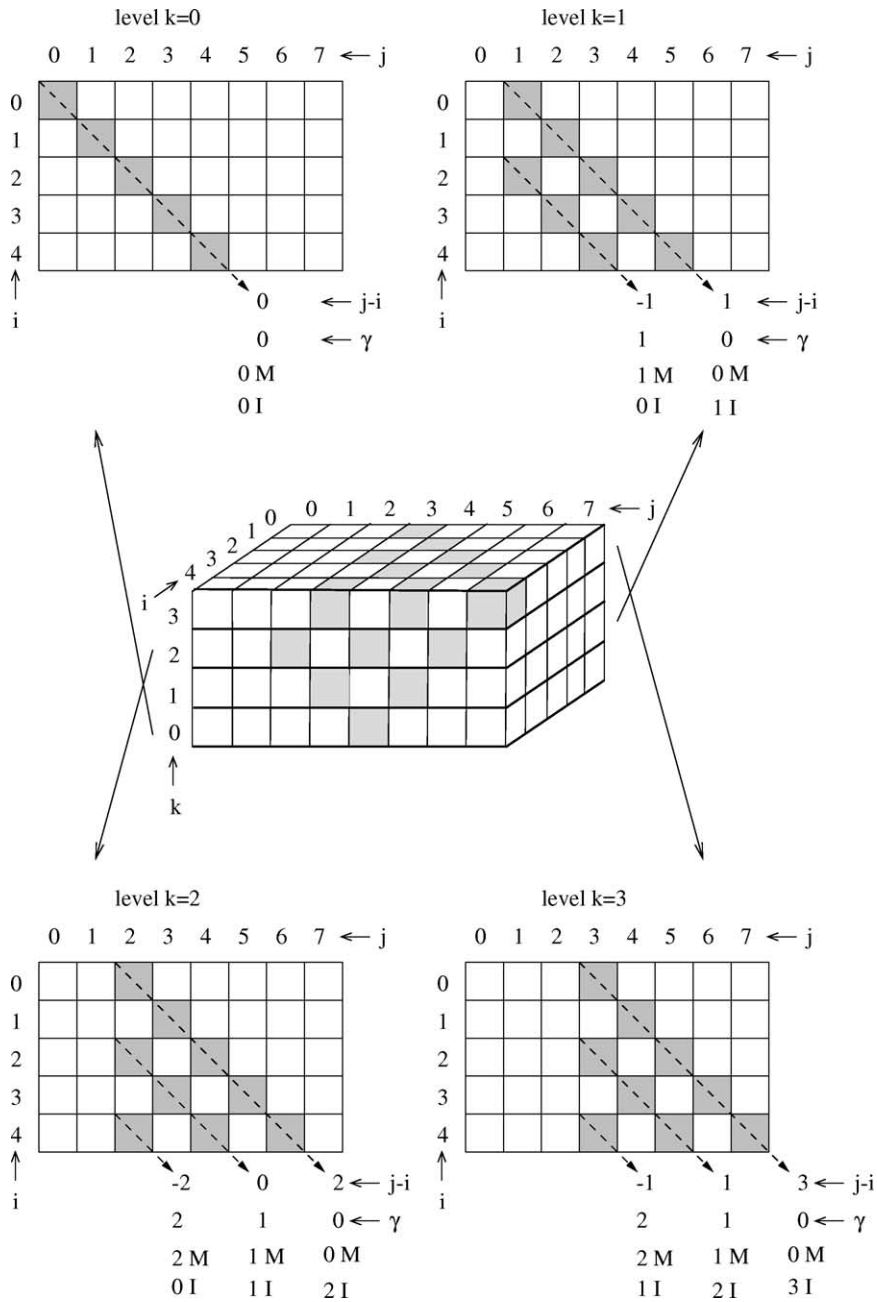 level k=0
0 1 2 3 4 5 6 7 j
0
1
2
3
4
i
0 j-i
0 γ
0 M
0 I
level k=1
0 1 2 3 4 5 6 7 j
0
1
2
3
4
i
-1 1 j-i
1 0 γ
1 M 0 M
0 I 1 I
0 1 2 3 4 5 6 7 j
0
1
2
3
4
i
3
2
1
0
k
level k=2
0 1 2 3 4 5 6 7 j
0
1
2
3
4
i
-2 0 2 j-i
2 1 0 γ
2 M 1 M 0 M
0 I 1 I 2 I
level k=3
0 1 2 3 4 5 6 7 j
0
1
2
3
4
i
-1 1 3 j-i
2 1 0 γ
2 M 1 M 0 M
1 I 2 I 3 I